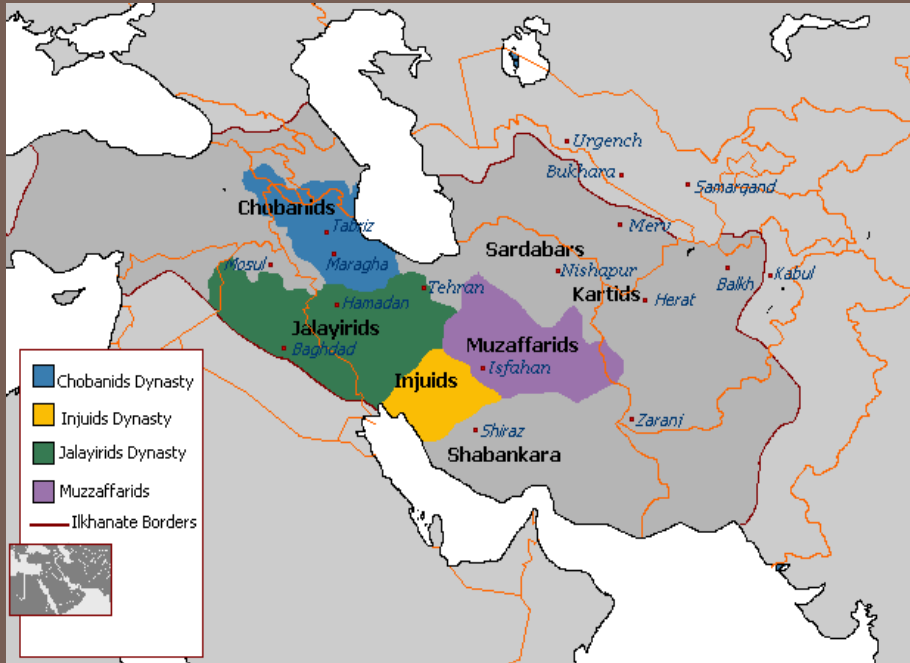 Urgench
Bukhara
Samarqand
Chobanids
Tabriz
Merv
Sardabars
Mosul
Maragha
Nishapur
Balkh
Kabul
Tehran
Kartids
Herat
Hamadan
Jalayirids
Baghdad
Muzaffarids
Isfahan
Injuids
Zaranj
Shiraz
Shabankara
Chobanids Dynasty
Injuids Dynasty
Jalayirids Dynasty
Muzzaffarids
Ilkhanate Borders